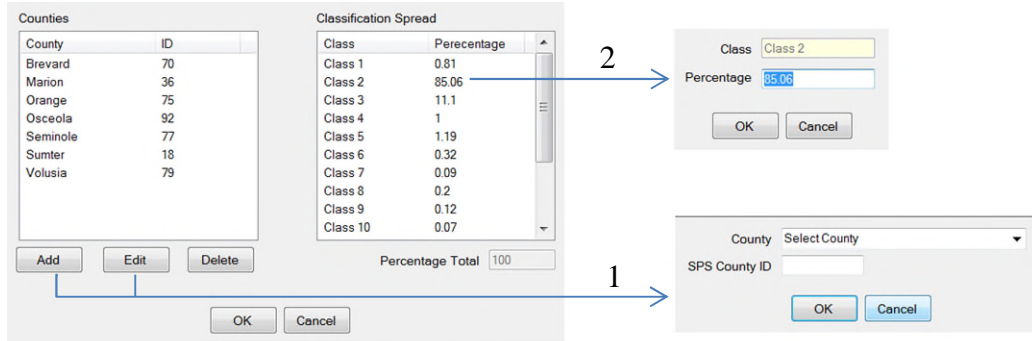 Counties
County ID
Brevard 70
Marion 36
Orange 75
Osceola 92
Seminole 77
Sumter 18
Volusia 79
Add Edit Delete
Classification Spread
Class Perecentage
Class 1 0.81
Class 2 85.06
Class 3 11.1
Class 4 1
Class 5 1.19
Class 6 0.32
Class 7 0.09
Class 8 0.2
Class 9 0.12
Class 10 0.07
Percentage Total 100
OK Cancel
2
Class Class 2
Percentage 85.06
OK Cancel
1
County Select County
SPS County ID
OK Cancel